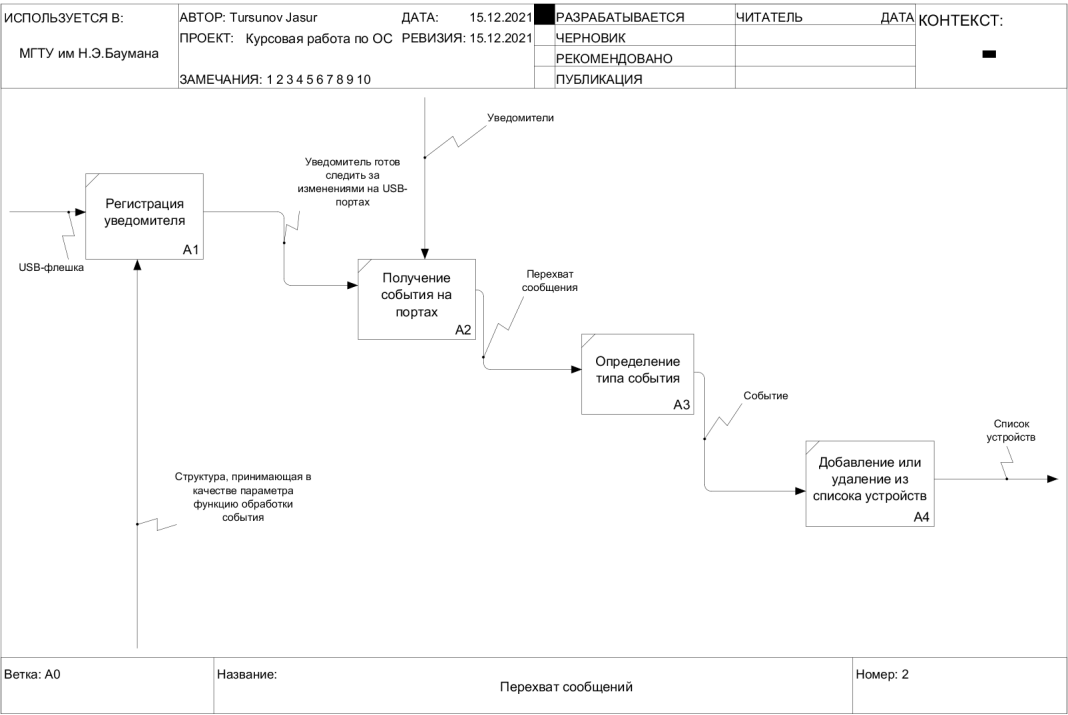 ИСПОЛЬЗУЕТСЯ В:
МГТУ им Н.Э.Баумана
АВТОР: Tursunov Jasur
ДАТА: 15.12.2021
ПРОЕКТ: Курсовая работа по ОС
РЕВИЗИЯ: 15.12.2021
ЗАМЕЧАНИЯ: 1 2 3 4 5 6 7 8 9 10
РАЗРАБАТЫВАЕТСЯ
ЧЕРНОВИК
РЕКОМЕНДОВАНО
ПУБЛИКАЦИЯ
ЧИТАТЕЛЬ
ДАТА
КОНТЕКСТ:
Уведомители
Уведомитель готов
следить за
изменениями на USB-
портах
Регистрация
уведомителя
A1
USB-флешка
Получение
события на
портах
A2
Перехват
сообщения
Определение
типа события
A3
Событие
Список
устройств
Добавление или
удаление из
списока устройств
A4
Структура, принимающая в
качестве параметра
функцию обработки
события
Ветка: A0
Название:
Перехват сообщений
Номер: 2